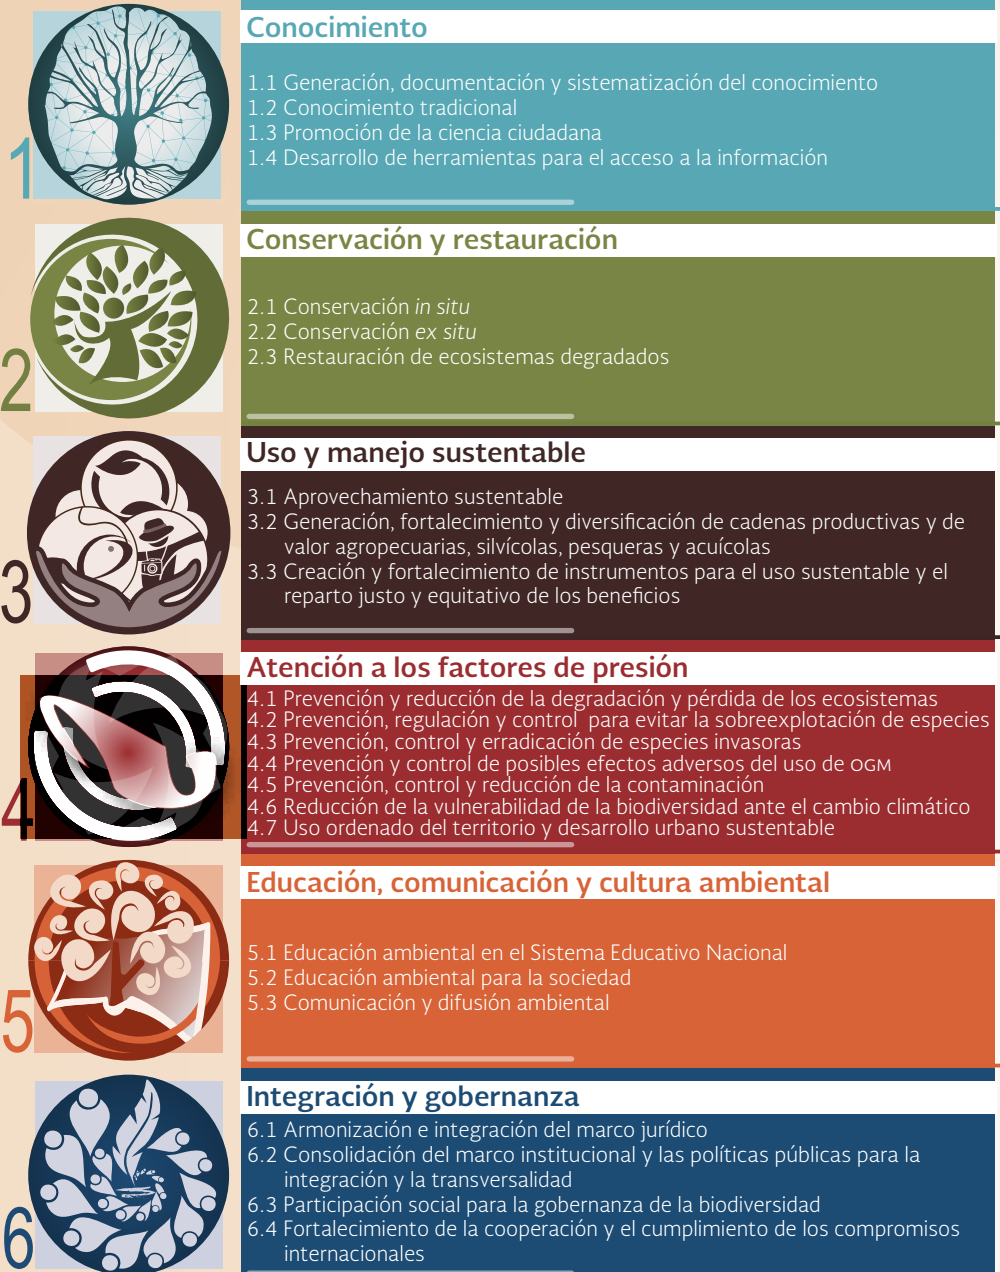 1
Conocimiento
1.1 Generación, documentación y sistematización del conocimiento
1.2 Conocimiento tradicional
1.3 Promoción de la ciencia ciudadana
1.4 Desarrollo de herramientas para el acceso a la información
2
Conservación y restauración
2.1 Conservación in situ
2.2 Conservación ex situ
2.3 Restauración de ecosistemas degradados
3
Uso y manejo sustentable
3.1 Aprovechamiento sustentable
3.2 Generación, fortalecimiento y diversificación de cadenas productivas y de
valor agropecuarias, silvícolas, pesqueras y acuícolas
3.3 Creación y fortalecimiento de instrumentos para el uso sustentable y el
reparto justo y equitativo de los beneficios
4
Atención a los factores de presión
4.1 Prevención y reducción de la degradación y pérdida de los ecosistemas
4.2 Prevención, regulación y control para evitar la sobreexplotación de especies
4.3 Prevención, control y erradicación de especies invasoras
4.4 Prevención y control de posibles efectos adversos del uso de OGM
4.5 Prevención, control y reducción de la contaminación
4.6 Reducción de la vulnerabilidad de la biodiversidad ante el cambio climático
4.7 Uso ordenado del territorio y desarrollo urbano sustentable
5
Educación, comunicación y cultura ambiental
5.1 Educación ambiental en el Sistema Educativo Nacional
5.2 Educación ambiental para la sociedad
5.3 Comunicación y difusión ambiental
6
Integración y gobernanza
6.1 Armonización e integración del marco jurídico
6.2 Consolidación del marco institucional y las políticas públicas para la
integración y la transversalidad
6.3 Participación social para la gobernanza de la biodiversidad
6.4 Fortalecimiento de la cooperación y el cumplimiento de los compromisos
internacionales